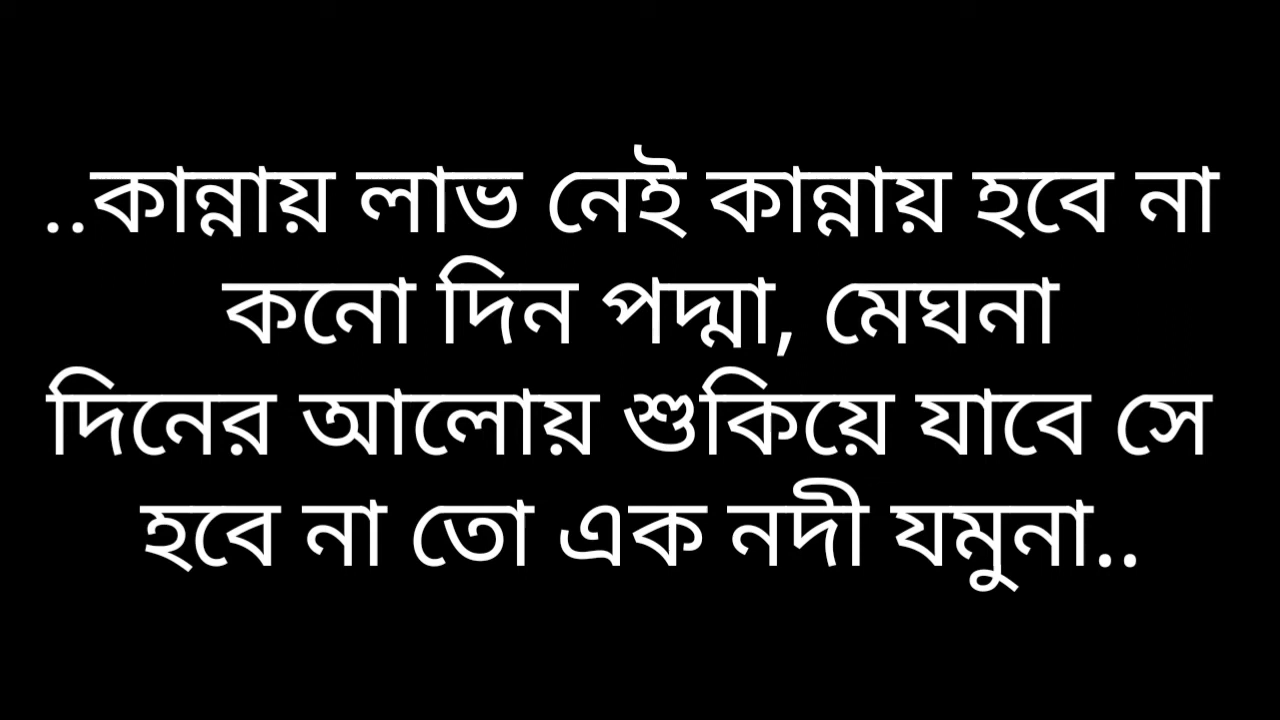 ..কান্নায় লাভ নেই কান্নায় হবে না
কনো দিন পদ্মা, মেঘনা
দিনের আলোয় শুকিয়ে যাবে সে
হবে না তো এক নদী যমুনা..